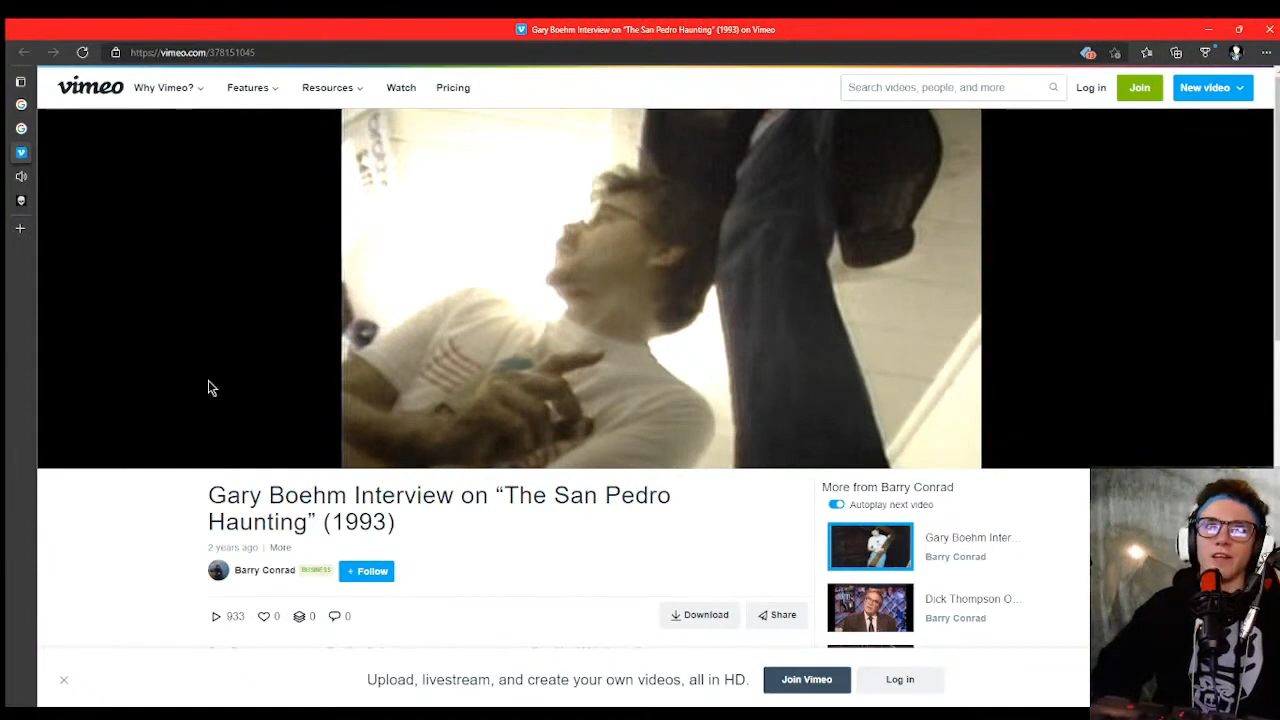 Gary Boehm Interview on “The San Pedro Haunting” (1993) on Vimeo
https://vimeo.com/378151045
vimeo Why Vimeo? Features Resources Watch Pricing Search videos, people, and more Log in Join New video
Gary Boehm Interview on “The San Pedro
Haunting” (1993)
2 years ago | More
Barry Conrad BUSINESS + Follow
933 0 0 0 Download Share
More from Barry Conrad
Autoplay next video
Gary Boehm Inter...
Barry Conrad
Dick Thompson O...
Barry Conrad
Upload, livestream, and create your own videos, all in HD. Join Vimeo Log in